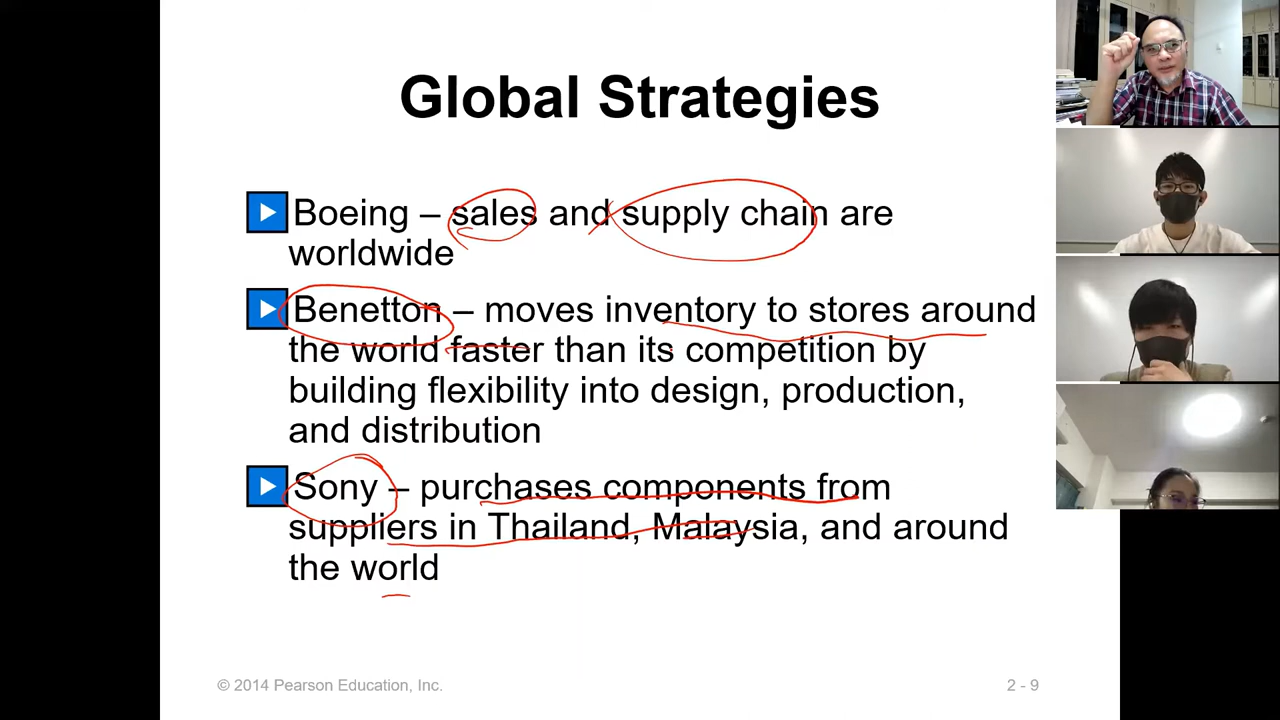 Global Strategies
Boeing – sales and supply chain are
worldwide
Benetton – moves inventory to stores around
the world faster than its competition by
building flexibility into design, production,
and distribution
Sony – purchases components from
suppliers in Thailand, Malaysia, and around
the world
© 2014 Pearson Education, Inc.
2 - 9